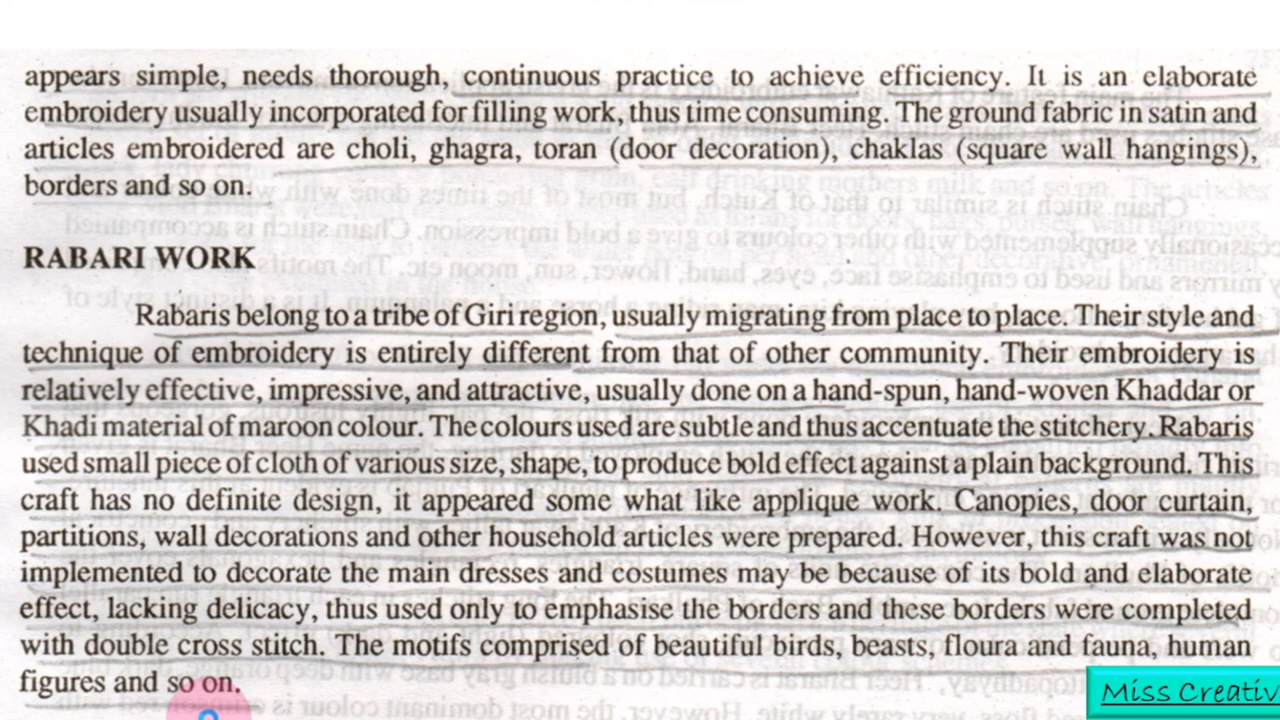 appears simple, needs thorough, continuous practice to achieve efficiency. It is an elaborate
embroidery usually incorporated for filling work, thus time consuming. The ground fabric in satin and
articles embroidered are choli, ghagra, toran (door decoration), chaklas (square wall hangings),
borders and so on.
RABARI WORK
Rabaris belong to a tribe of Giri region, usually migrating from place to place. Their style and
technique of embroidery is entirely different from that of other community. Their embroidery is
relatively effective, impressive, and attractive, usually done on a hand-spun, hand-woven Khaddar or
Khadi material of maroon colour. The colours used are subtle and thus accentuate the stitchery. Rabaris
used small piece of cloth of various size, shape, to produce bold effect against a plain background. This
craft has no definite design, it appeared some what like applique work. Canopies, door curtain,
partitions, wall decorations and other household articles were prepared. However, this craft was not
implemented to decorate the main dresses and costumes may be because of its bold and elaborate
effect, lacking delicacy, thus used only to emphasise the borders and these borders were completed
with double cross stitch. The motifs comprised of beautiful birds, beasts, floura and fauna, human
figures and so on.
Miss Creativ